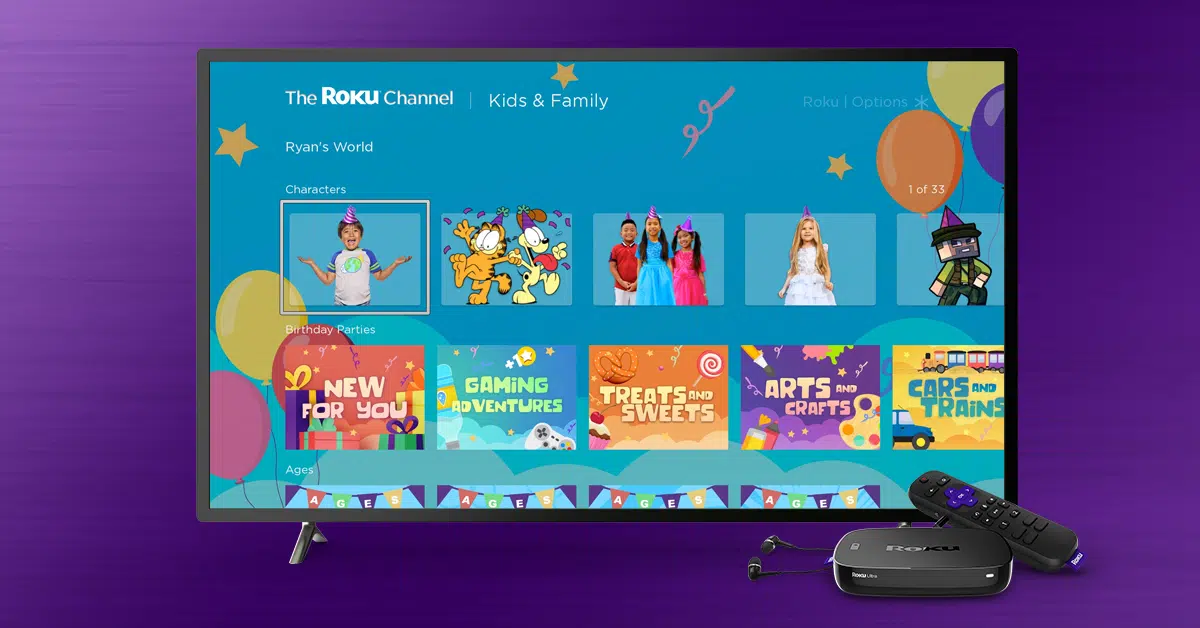 The Roku Channel | Kids & Family
Roku | Options
Ryan's World
Characters
1 of 33
Birthday Parties
NEW
FOR YOU
GAMING
ADVENTURES
TREATS AND
SWEETS
ARTS AND
CRAFTS
CARS AND
TRAINS
Ages
AGES
AGES
AGES
AGES
Roku
Roku Ultra
Roku